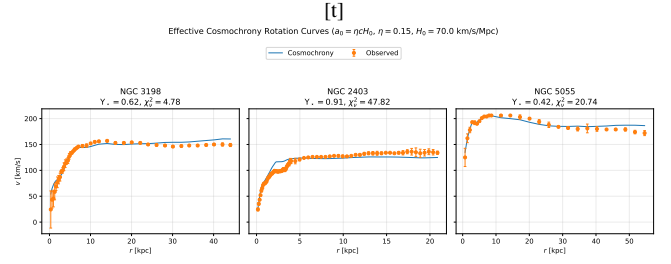 [t]
Effective Cosmochrony Rotation Curves (a₀ = ηcH₀, η = 0.15, H₀ = 70.0 km/s/Mpc)
Cosmochrony
Observed
NGC 3198
Υ⋆ = 0.62, χ²ᵥ = 4.78
NGC 2403
Υ⋆ = 0.91, χ²ᵥ = 47.82
NGC 5055
Υ⋆ = 0.42, χ²ᵥ = 20.74
200
150
100
50
0
v [km/s]
0 10 20 30 40
r [kpc]
0 5 10 15 20
r [kpc]
0 10 20 30 40 50
r [kpc]